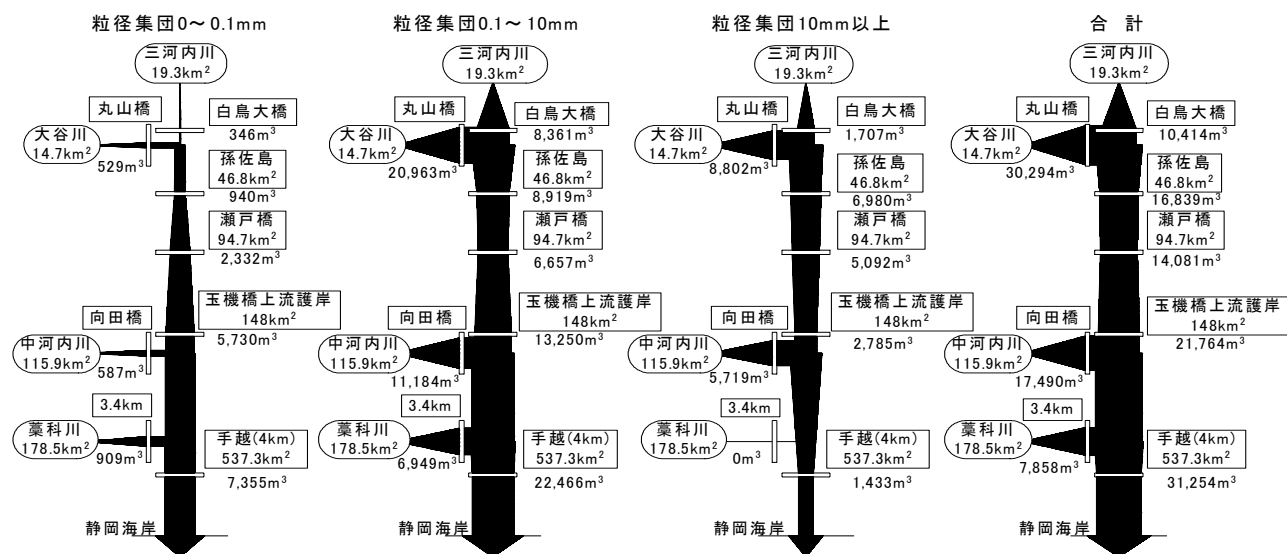 粒径集団0～0.1mm
三河内川
19.3km²
丸山橋
白鳥大橋
346m³
大谷川
14.7km²
529m³
孫佐島
46.8km²
940m³
瀬戸橋
94.7km²
2,332m³
玉機橋上流護岸
148km²
5,730m³
向田橋
中河内川
115.9km²
587m³
3.4km
藁科川
178.5km²
909m³
手越(4km)
537.3km²
7,355m³
静岡海岸
粒径集団0.1～10mm
三河内川
19.3km²
丸山橋
白鳥大橋
8,361m³
大谷川
14.7km²
20,963m³
孫佐島
46.8km²
8,919m³
瀬戸橋
94.7km²
6,657m³
玉機橋上流護岸
148km²
13,250m³
向田橋
中河内川
115.9km²
11,184m³
3.4km
藁科川
178.5km²
6,949m³
手越(4km)
537.3km²
22,466m³
静岡海岸
粒径集団10mm以上
三河内川
19.3km²
丸山橋
白鳥大橋
1,707m³
大谷川
14.7km²
8,802m³
孫佐島
46.8km²
6,980m³
瀬戸橋
94.7km²
5,092m³
玉機橋上流護岸
148km²
2,785m³
向田橋
中河内川
115.9km²
5,719m³
3.4km
藁科川
178.5km²
0m³
手越(4km)
537.3km²
1,433m³
静岡海岸
合 計
三河内川
19.3km²
丸山橋
白鳥大橋
10,414m³
大谷川
14.7km²
30,294m³
孫佐島
46.8km²
16,839m³
瀬戸橋
94.7km²
14,081m³
玉機橋上流護岸
148km²
21,764m³
向田橋
中河内川
115.9km²
17,490m³
3.4km
藁科川
178.5km²
7,858m³
手越(4km)
537.3km²
31,254m³
静岡海岸